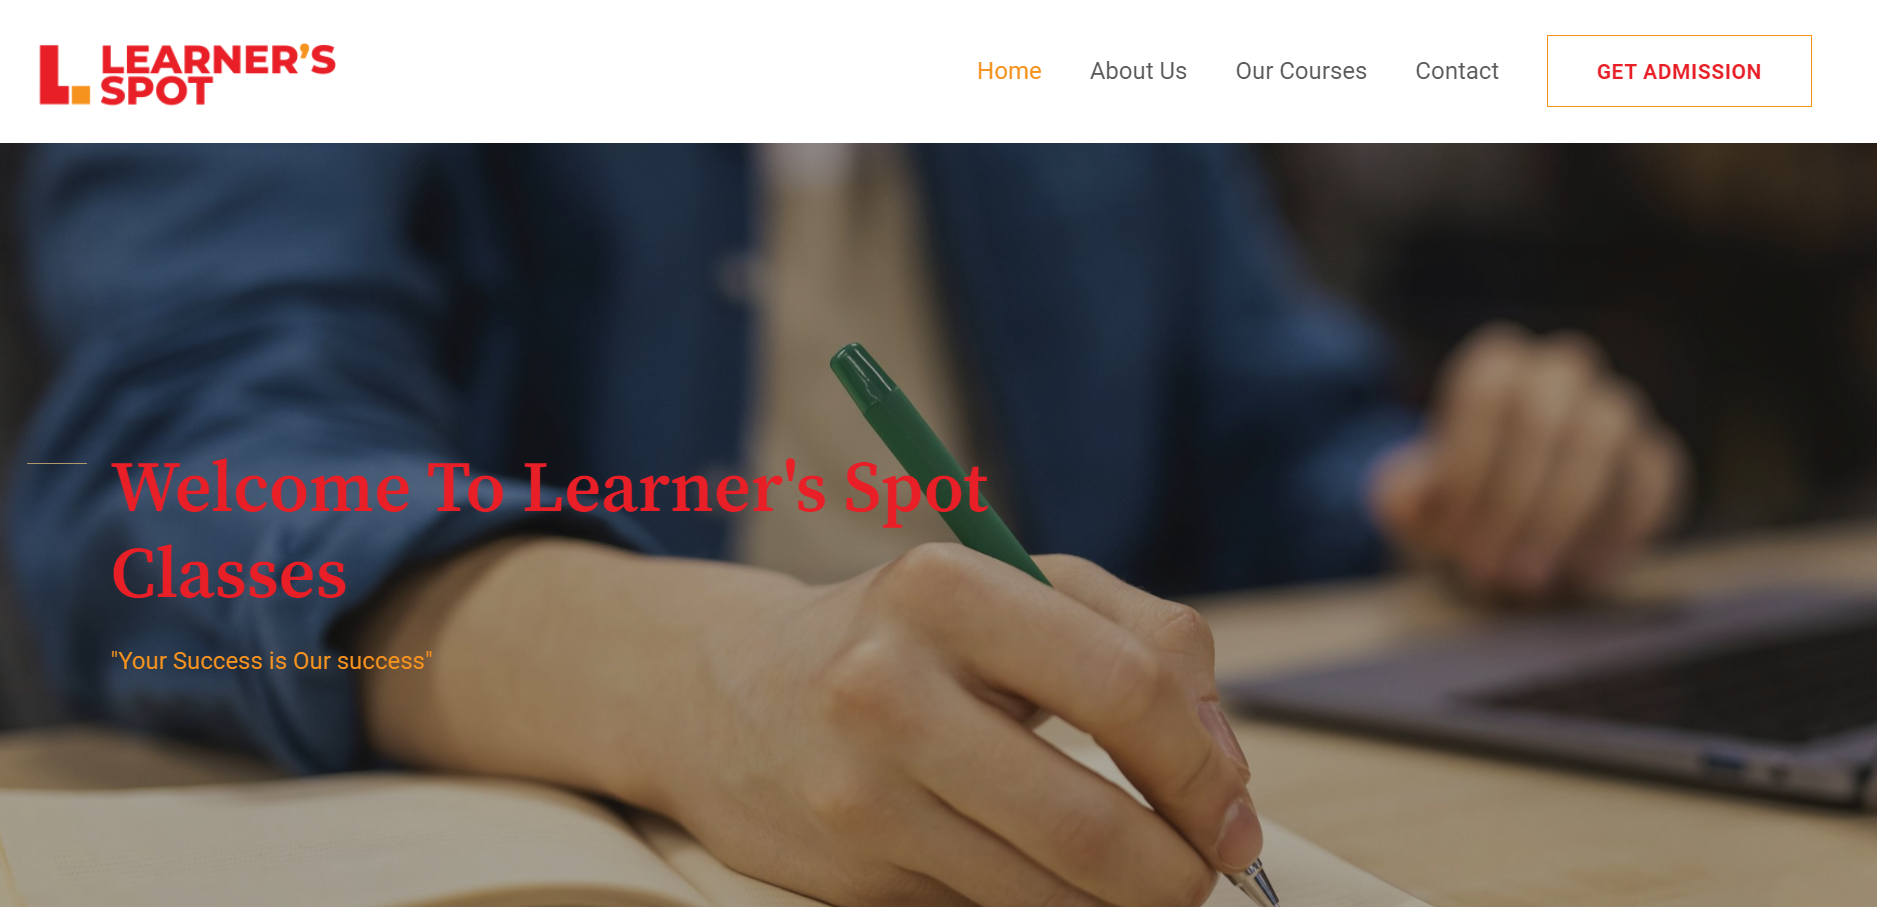 LEARNER'S
SPOT
Home About Us Our Courses Contact GET ADMISSION
Welcome To Learner's Spot
Classes
"Your Success is Our success"